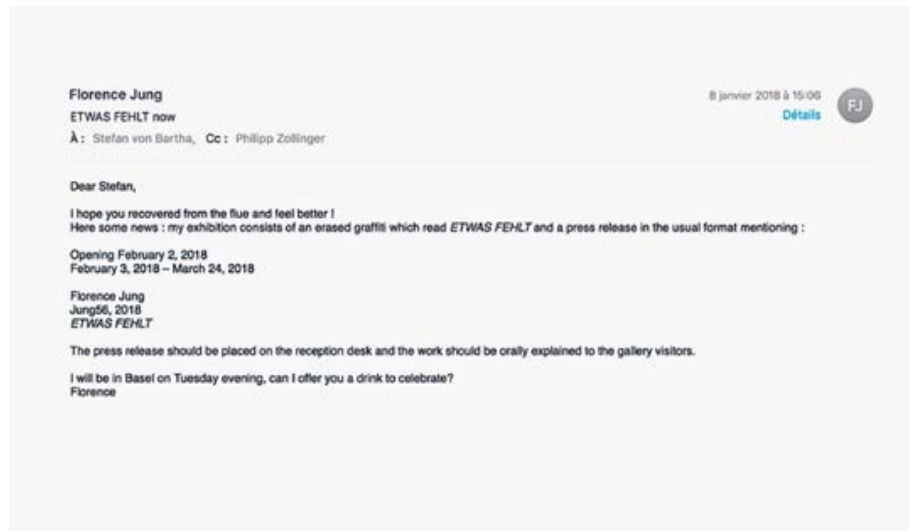 Florence Jung
8 janvier 2018 à 15:06
FJ
ETWAS FEHLT now
Détails
À : Stefan von Bartha, Cc : Philipp Zollinger
Dear Stefan,
I hope you recovered from the flue and feel better !
Here some news : my exhibition consists of an erased graffiti which read ETWAS FEHLT and a press release in the usual format mentioning :
Opening February 2, 2018
February 3, 2018 – March 24, 2018
Florence Jung
Jung56, 2018
ETWAS FEHLT
The press release should be placed on the reception desk and the work should be orally explained to the gallery visitors.
I will be in Basel on Tuesday evening, can I offer you a drink to celebrate?
Florence